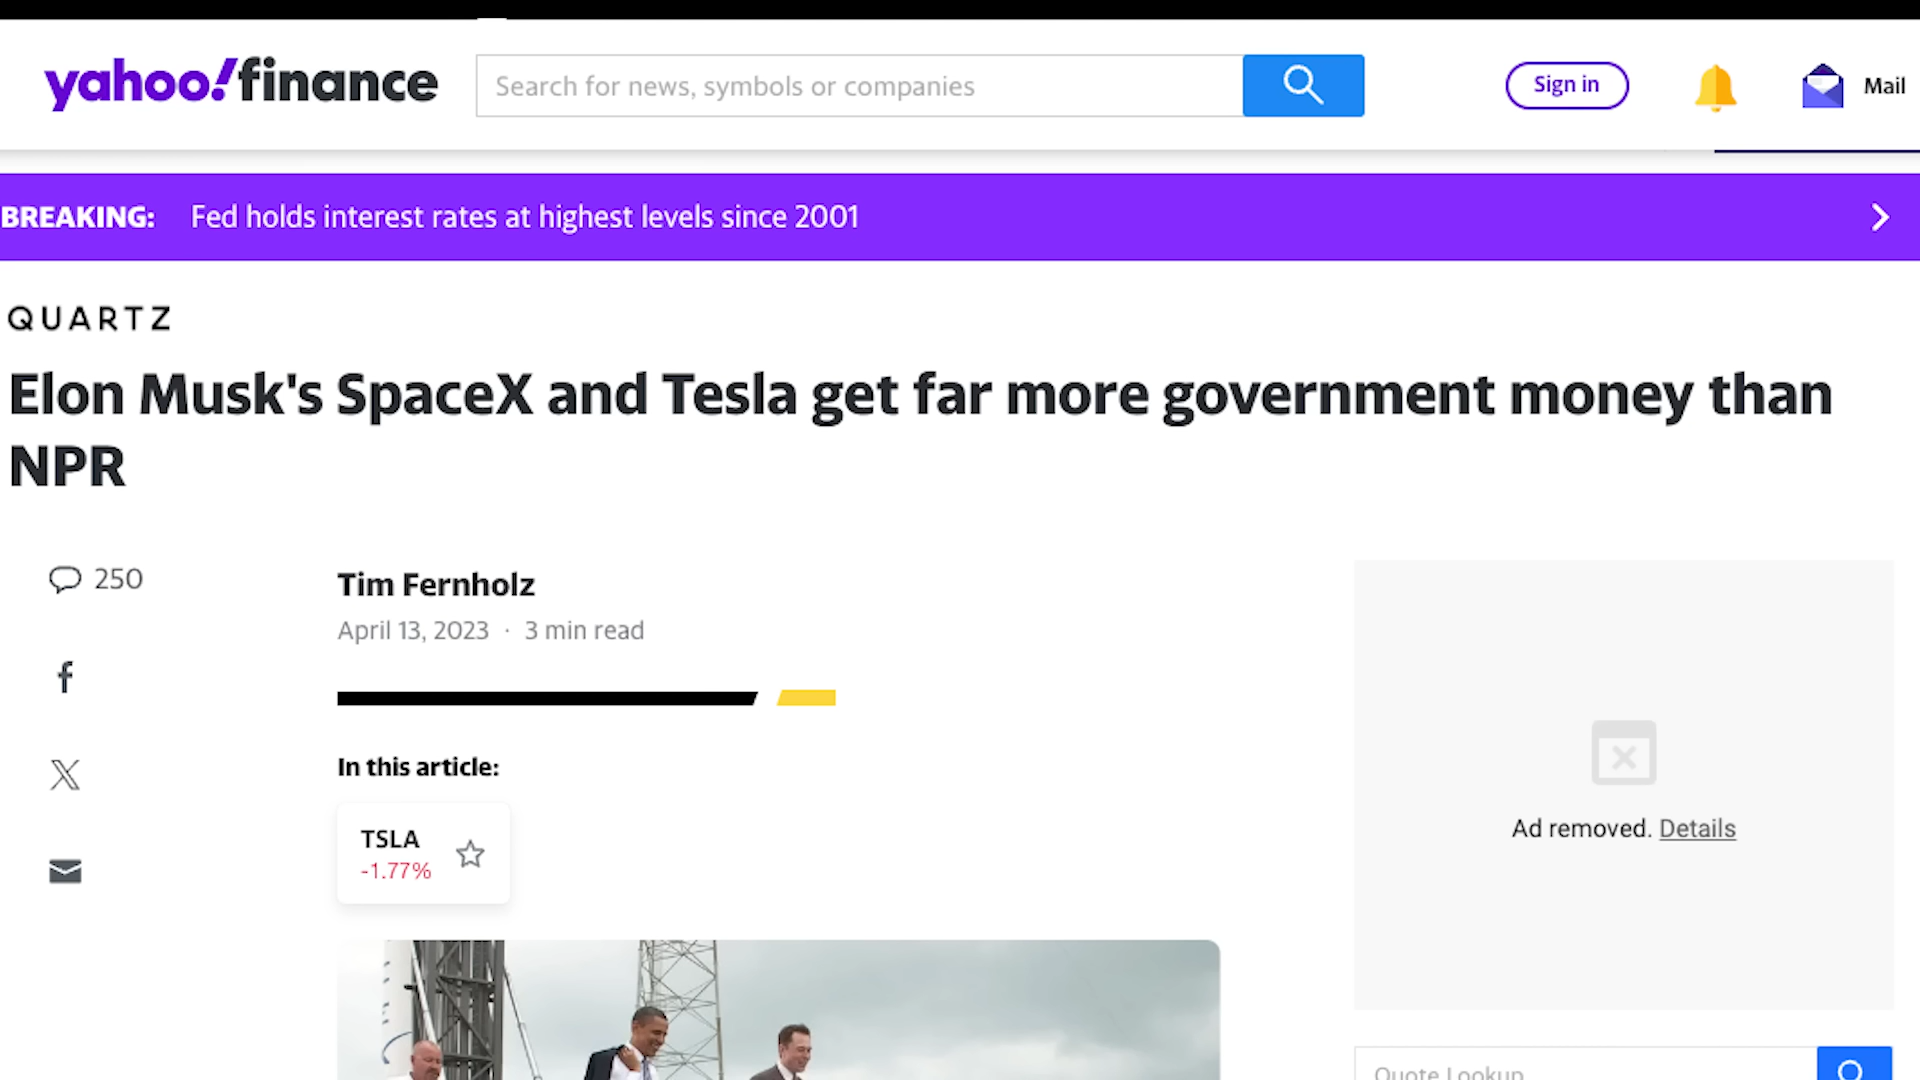 yahoo!finance
Search for news, symbols or companies
Sign in
Mail
BREAKING: Fed holds interest rates at highest levels since 2001
QUARTZ
Elon Musk's SpaceX and Tesla get far more government money than
NPR
250
Tim Fernholz
April 13, 2023 · 3 min read
In this article:
TSLA
-1.77%
Ad removed. Details
Quote Lookup